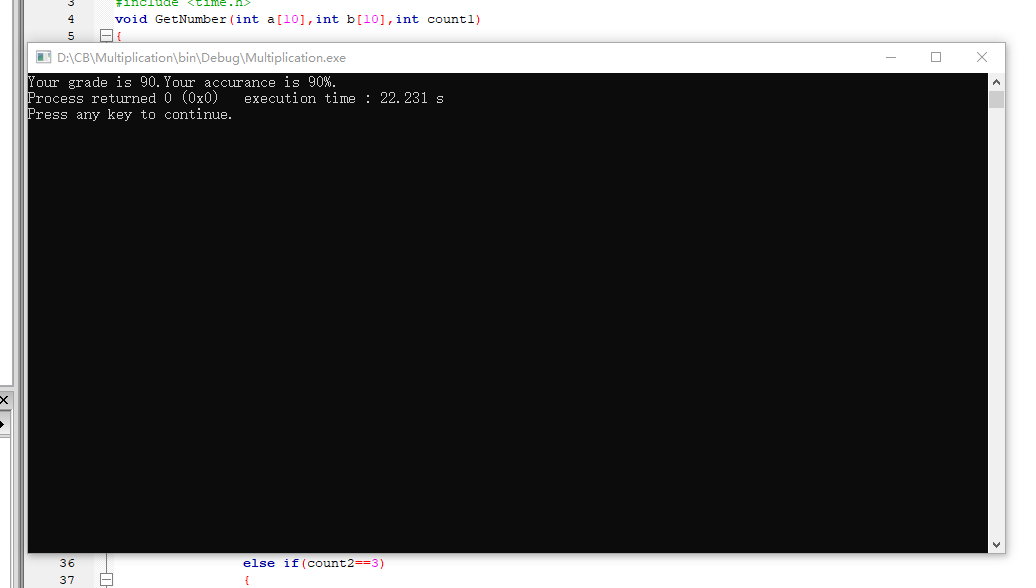 3 #include <time.h>
4 void GetNumber(int a[10],int b[10],int count1)
5 {
D:\CB\Multiplication\bin\Debug\Multiplication.exe
Your grade is 90.Your accurance is 90%.
Process returned 0 (0x0)   execution time : 22.231 s
Press any key to continue.
36 else if(count2==3)
37 {